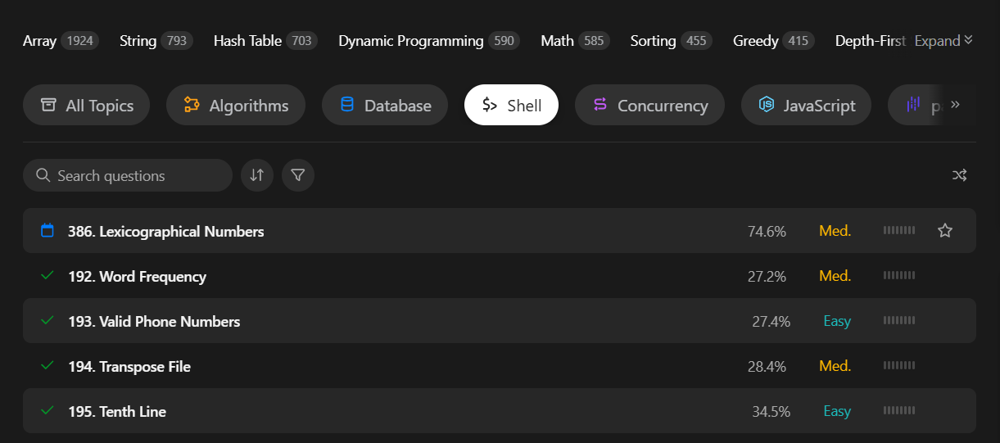 Array 1924 String 793 Hash Table 703 Dynamic Programming 590 Math 585 Sorting 455 Greedy 415 Depth-First Expand
All Topics Algorithms Database $> Shell Concurrency JS JavaScript
Search questions
386. Lexicographical Numbers 74.6% Med.
192. Word Frequency 27.2% Med.
193. Valid Phone Numbers 27.4% Easy
194. Transpose File 28.4% Med.
195. Tenth Line 34.5% Easy